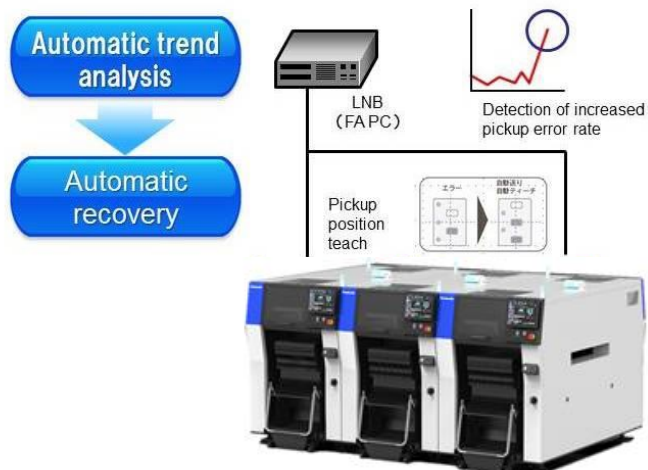 Automatic trend
analysis
Automatic
recovery
LNB
(FA PC)
Detection of increased
pickup error rate
Pickup
position
teach
エラー
自動送り
自動ティーチ